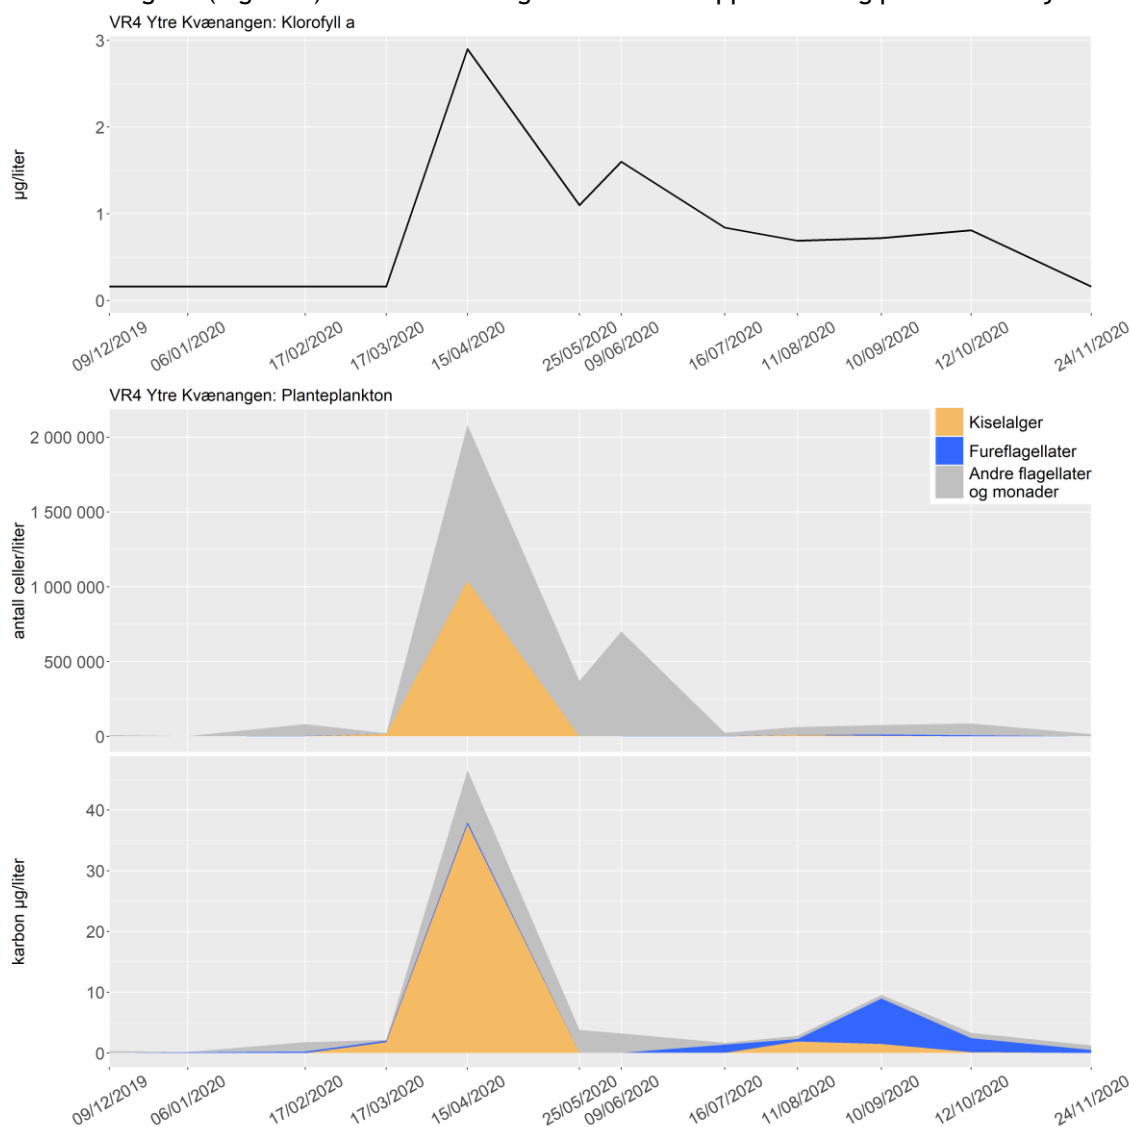 VR4 Ytre Kvænangen: Klorofyll a
3
2
1
0
µg/liter
09/12/2019 06/01/2020 17/02/2020 17/03/2020 15/04/2020 25/05/2020 09/06/2020 16/07/2020 11/08/2020 10/09/2020 12/10/2020 24/11/2020
VR4 Ytre Kvænangen: Planteplankton
Kiselalger
Fureflagellater
Andre flagellater
og monader
2 000 000
1 500 000
1 000 000
500 000
0
antall celler/liter
40
30
20
10
0
karbon µg/liter
09/12/2019 06/01/2020 17/02/2020 17/03/2020 15/04/2020 25/05/2020 09/06/2020 16/07/2020 11/08/2020 10/09/2020 12/10/2020 24/11/2020